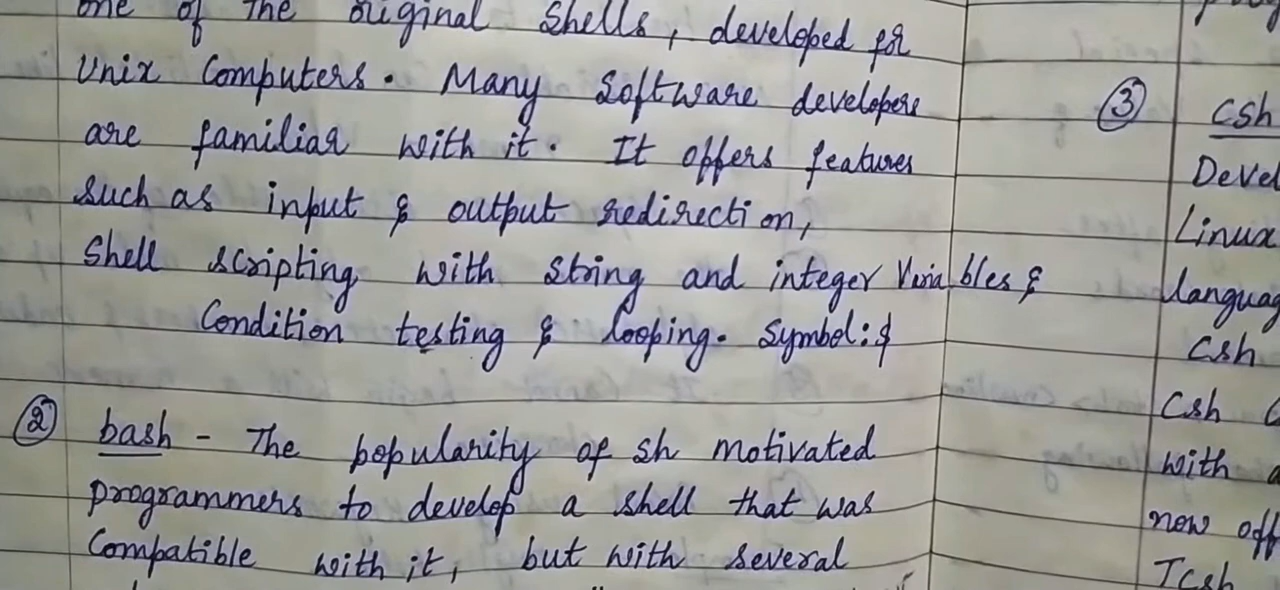 one of the original shells, developed for
Unix Computers. Many Software developers
are familiar with it. It offers features
Such as input & output redirection,
Shell scripting with string and integer Variables &
Condition testing & looping. Symbol: $
② bash - The popularity of sh motivated
programmers to develop a shell that was
Compatible with it, but with several
③ csh
Devel
Linux
languag
Csh
Csh
with
now off
Tcsh